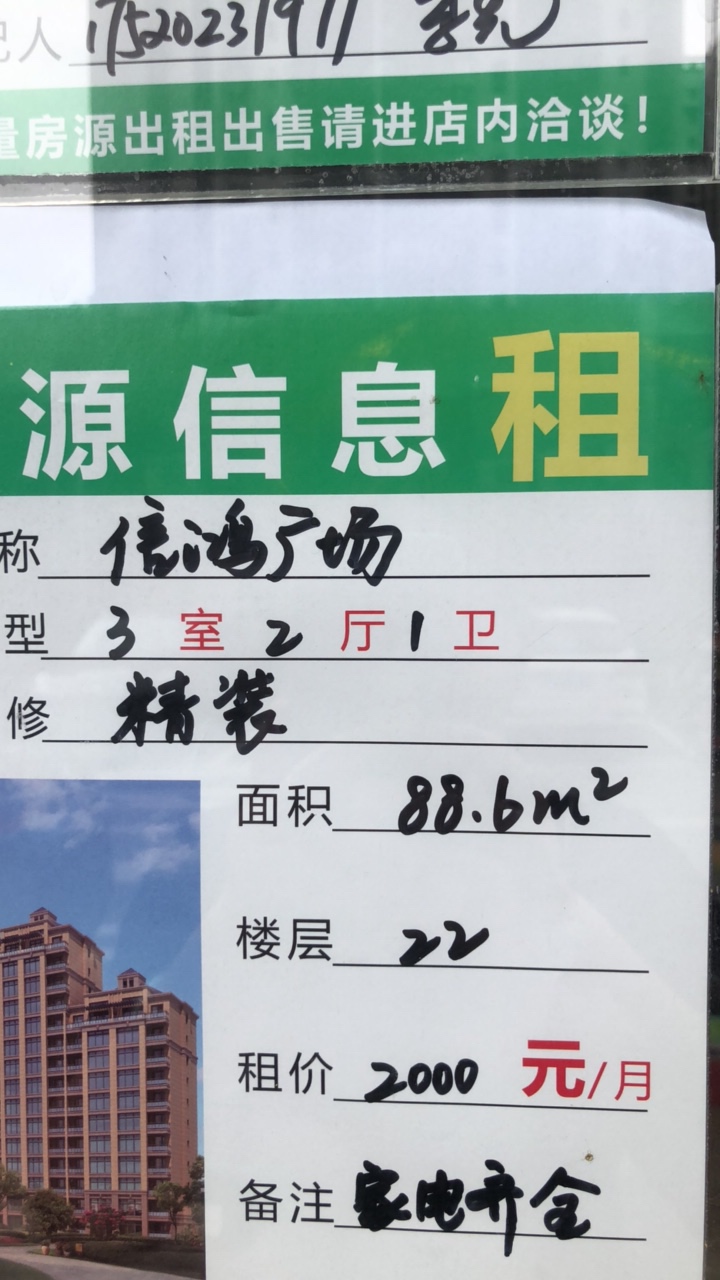 人 17520231971 李
量房源出租出售请进店内洽谈！
源信息租
称 信鸿广场
型 3室2厅1卫
修 精装
面积 88.6m²
楼层 22
租价 2000元/月
备注 家电齐全